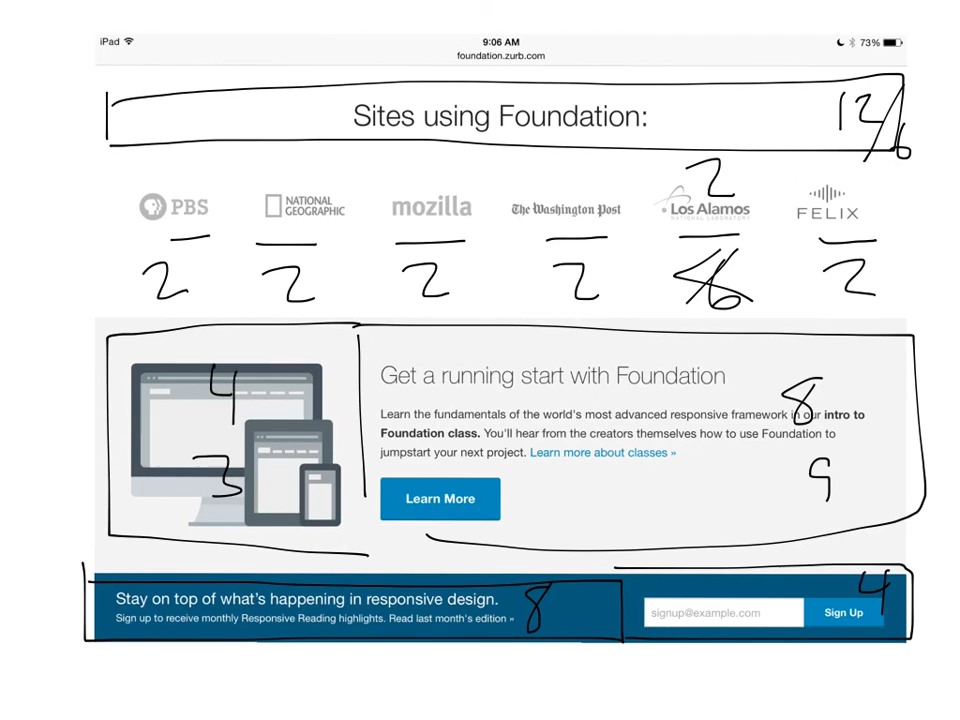 iPad 9:06 AM 73%
foundation.zurb.com
Sites using Foundation: 12/6
2
PBS NATIONAL GEOGRAPHIC mozilla The Washington Post Los Alamos NATIONAL LABORATORY FELIX
2 2 2 2 6 2
4
Get a running start with Foundation
8
Learn the fundamentals of the world's most advanced responsive framework in our intro to
Foundation class. You'll hear from the creators themselves how to use Foundation to
jumpstart your next project. Learn more about classes »
3 9
Learn More
Stay on top of what's happening in responsive design. 8 4
Sign up to receive monthly Responsive Reading highlights. Read last month's edition »
signup@example.com Sign Up